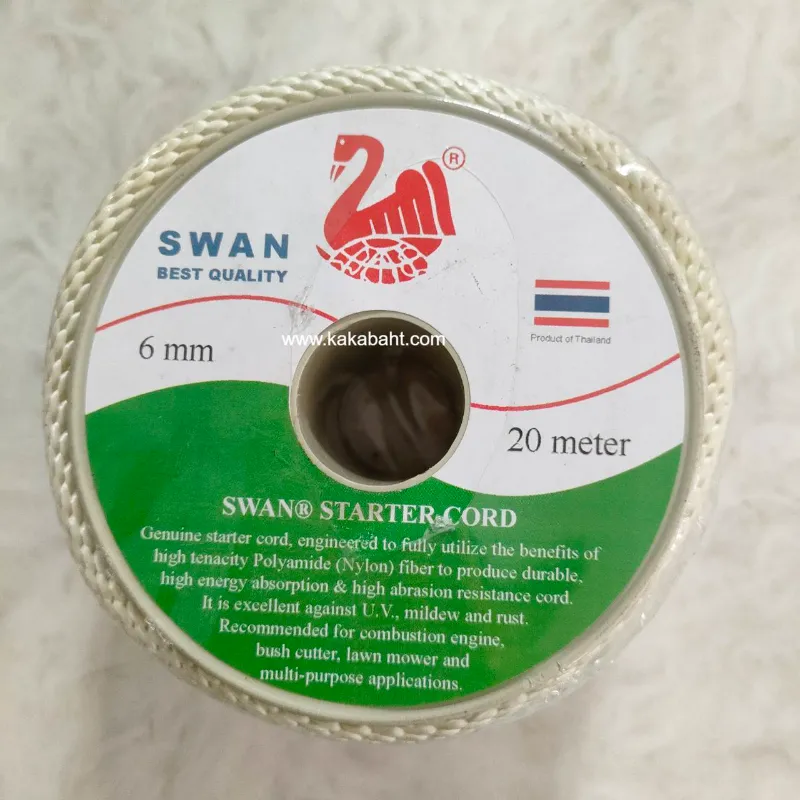 ®
SWAN
BEST QUALITY
Product of Thailand
www.kakabaht.com
6 mm
20 meter
SWAN® STARTER CORD
Genuine starter cord, engineered to fully utilize the benefits of
high tenacity Polyamide (Nylon) fiber to produce durable,
high energy absorption & high abrasion resistance cord.
It is excellent against U.V., mildew and rust.
Recommended for combustion engine,
bush cutter, lawn mower and
multi-purpose applications.